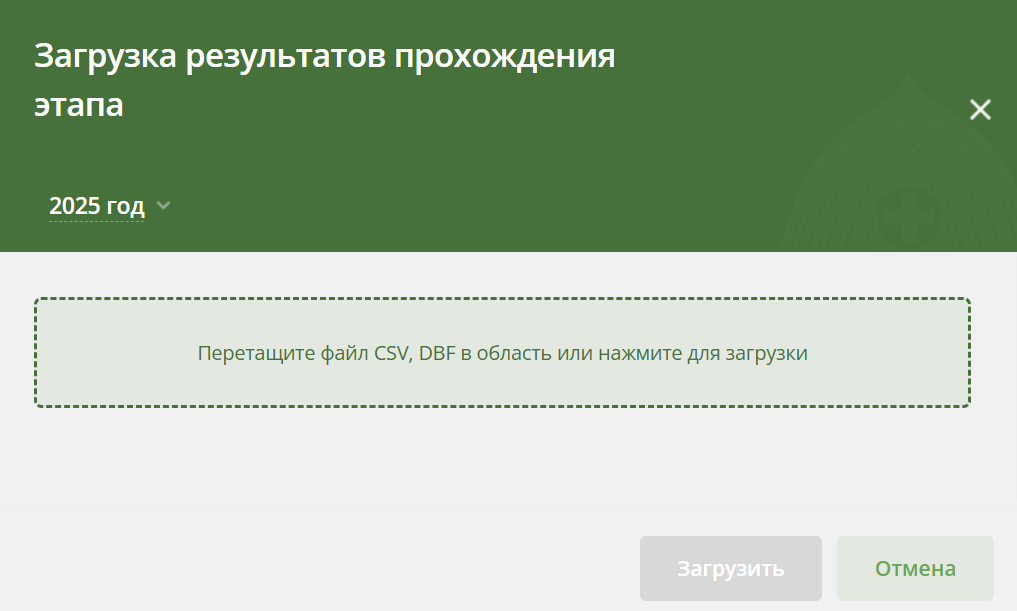 Загрузка результатов прохождения
этапа
2025 год
Перетащите файл CSV, DBF в область или нажмите для загрузки
Загрузить
Отмена